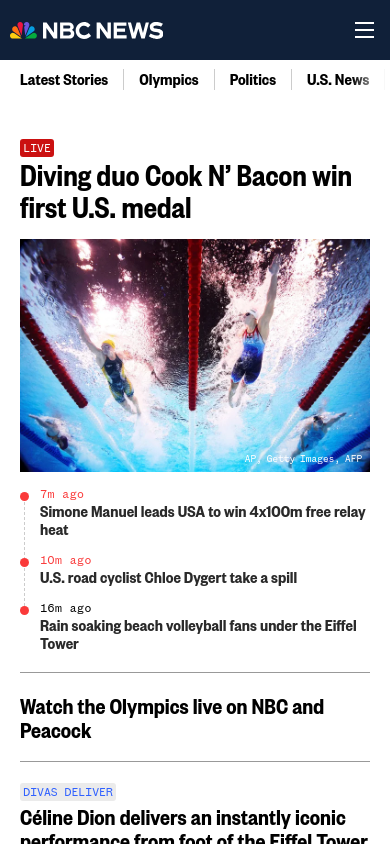 NBC NEWS
Latest Stories
Olympics
Politics
U.S. News
LIVE
Diving duo Cook N’ Bacon win
first U.S. medal
AP, Getty Images, AFP
7m ago
Simone Manuel leads USA to win 4x100m free relay
heat
10m ago
U.S. road cyclist Chloe Dygert take a spill
16m ago
Rain soaking beach volleyball fans under the Eiffel
Tower
Watch the Olympics live on NBC and
Peacock
DIVAS DELIVER
Céline Dion delivers an instantly iconic
performance from foot of the Eiffel Tower